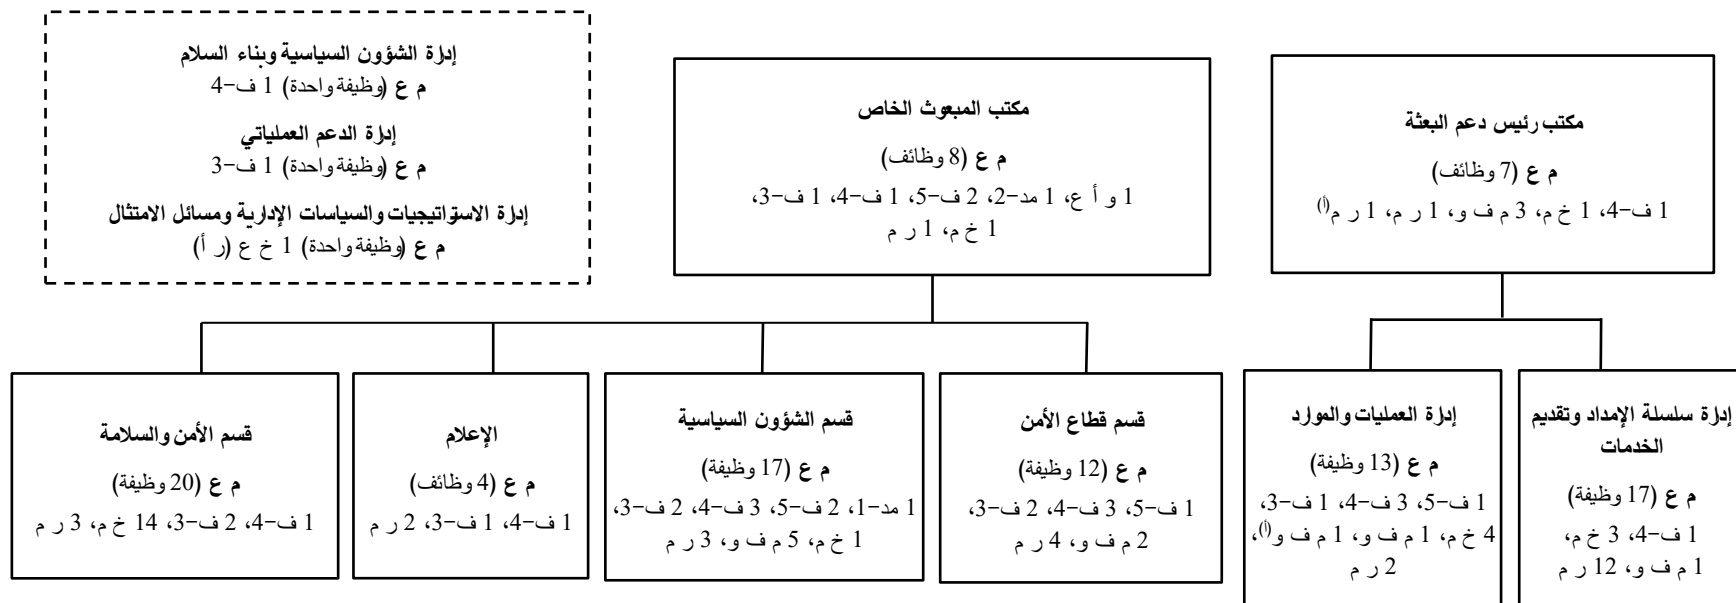 إدارة الشؤون السياسية وبناء السلام
م ع (وظيفة واحدة) 1 ف-4
إدارة الدعم العملياتي
م ع (وظيفة واحدة) 1 ف-3
إدارة الاستراتيجيات والسياسات الإدارية ومسائل الامتثال
م ع (وظيفة واحدة) 1 خ ع (ر أ)
مكتب المبعوث الخاص
م ع (8 وظائف)
1 و أ ع، 1 مد-2، 2 ف-5، 1 ف-4، 1 ف-3،
1 خ م، 1 ر م
مكتب رئيس دعم البعثة
م ع (7 وظائف)
1 ف-4، 1 خ م، 3 م ف و، 1 ر م، 1 ر م(أ)
قسم الأمن والسلامة
م ع (20 وظيفة)
1 ف-4، 2 ف-3، 14 خ م، 3 ر م
الإعلام
م ع (4 وظائف)
1 ف-4، 1 ف-3، 2 ر م
قسم الشؤون السياسية
م ع (17 وظيفة)
1 مد-1، 2 ف-5، 3 ف-4، 2 ف-3،
1 خ م، 5 م ف و، 3 ر م
قسم قطاع الأمن
م ع (12 وظيفة)
1 ف-5، 3 ف-4، 2 ف-3،
2 م ف و، 4 ر م
إدارة العمليات والموارد
م ع (13 وظيفة)
1 ف-5، 3 ف-4، 1 ف-3،
4 خ م، 1 م ف و، 1 م ف و(أ)،
2 ر م
إدارة سلسلة الإمداد وتقديم
الخدمات
م ع (17 وظيفة)
1 ف-4، 3 خ م،
1 م ف و، 12 ر م